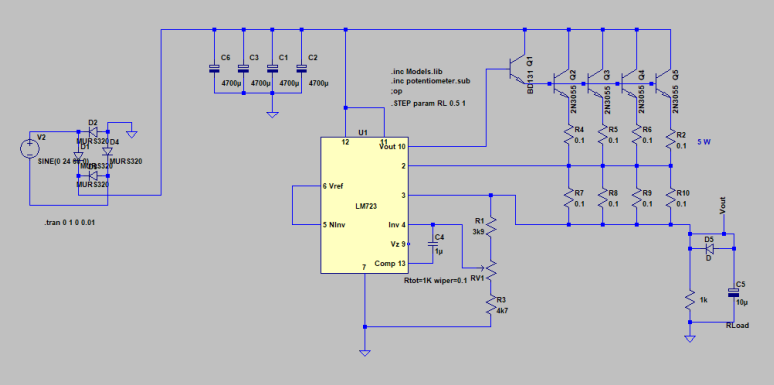 C6
4700µ
C3
4700µ
C1
4700µ
C2
4700µ
.inc Models.lib
.inc potentiometer.sub
;op
.STEP param RL 0.5 1
Q1
BD131
Q2
2N3055
Q3
2N3055
Q4
2N3055
Q5
2N3055
R4
0.1
R5
0.1
R6
0.1
R2
0.1
5 W
V2
SINE(0 24
D2
MURS320
D1
MURS320
D4
MURS320
.tran 0 1 0 0.01
U1
12
11
Vout 10
2
6 Vref
3
LM723
5 NInv
Inv 4
Vz 9
Comp 13
7
C4
1µ
R1
3k9
Rtot=1K wiper=0.1
RV1
R3
4k7
R7
0.1
R8
0.1
R9
0.1
R10
0.1
Vout
D5
D
1k
C5
10µ
RLoad